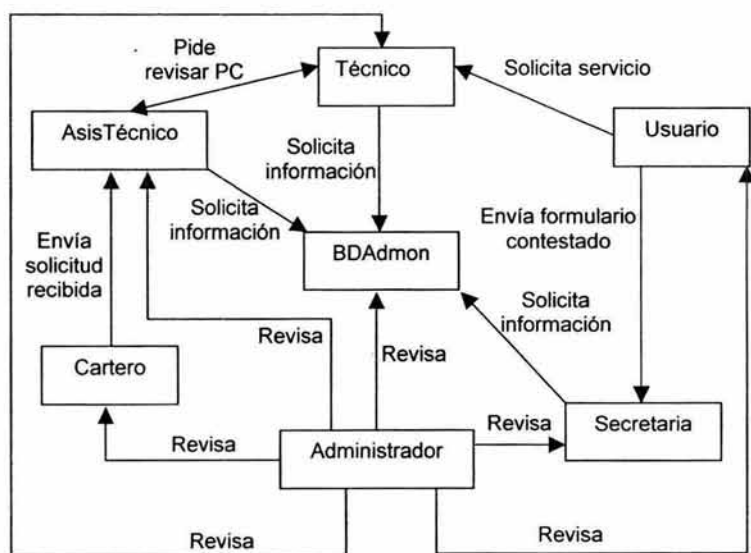 Pide
revisar PC
Técnico
Solicita servicio
AsisTécnico
Usuario
Solicita
información
Solicita
información
Envía formulario
contestado
Envía
solicitud
recibida
BDAdmon
Solicita
información
Revisa
Revisa
Cartero
Revisa
Revisa
Secretaria
Administrador
Revisa
Revisa